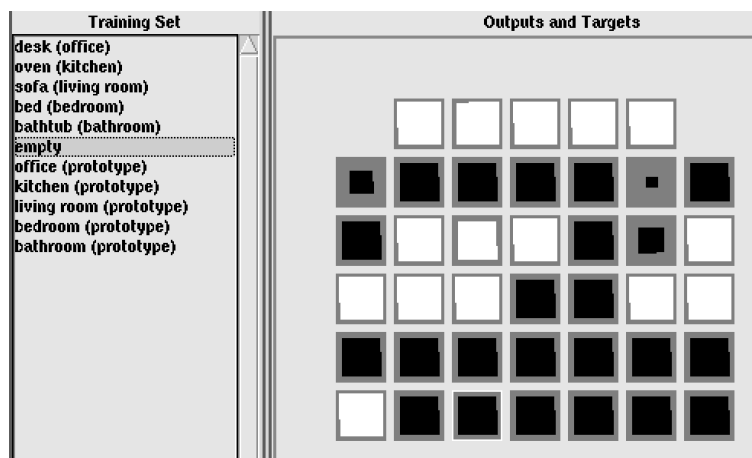 Training Set
desk (office)
oven (kitchen)
sofa (living room)
bed (bedroom)
bathtub (bathroom)
empty
office (prototype)
kitchen (prototype)
living room (prototype)
bedroom (prototype)
bathroom (prototype)
Outputs and Targets